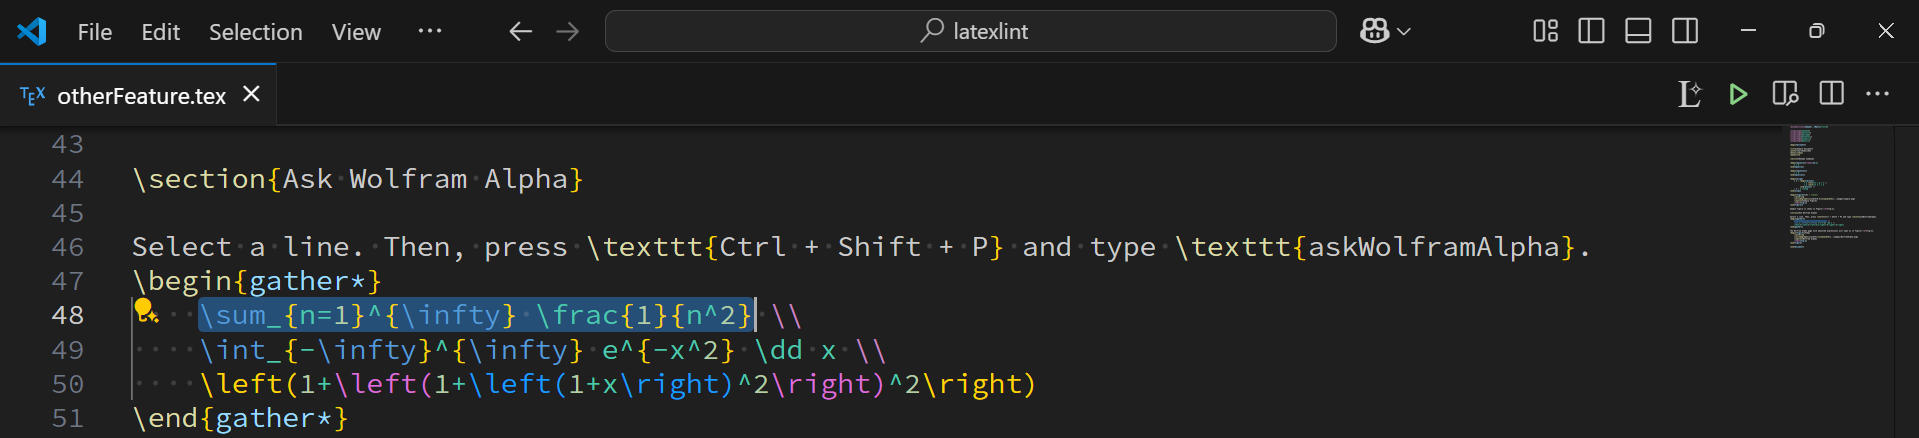 File Edit Selection View ··· latexlint
TEX otherFeature.tex
43
44 \section{Ask Wolfram Alpha}
45
46 Select a line. Then, press \texttt{Ctrl + Shift + P} and type \texttt{askWolframAlpha}.
47 \begin{gather*}
48 \sum_{n=1}^{\infty} \frac{1}{n^2} \\
49 \int_{-\infty}^{\infty} e^{-x^2} \dd x \\
50 \left(1+\left(1+\left(1+x\right)^2\right)^2\right)
51 \end{gather*}